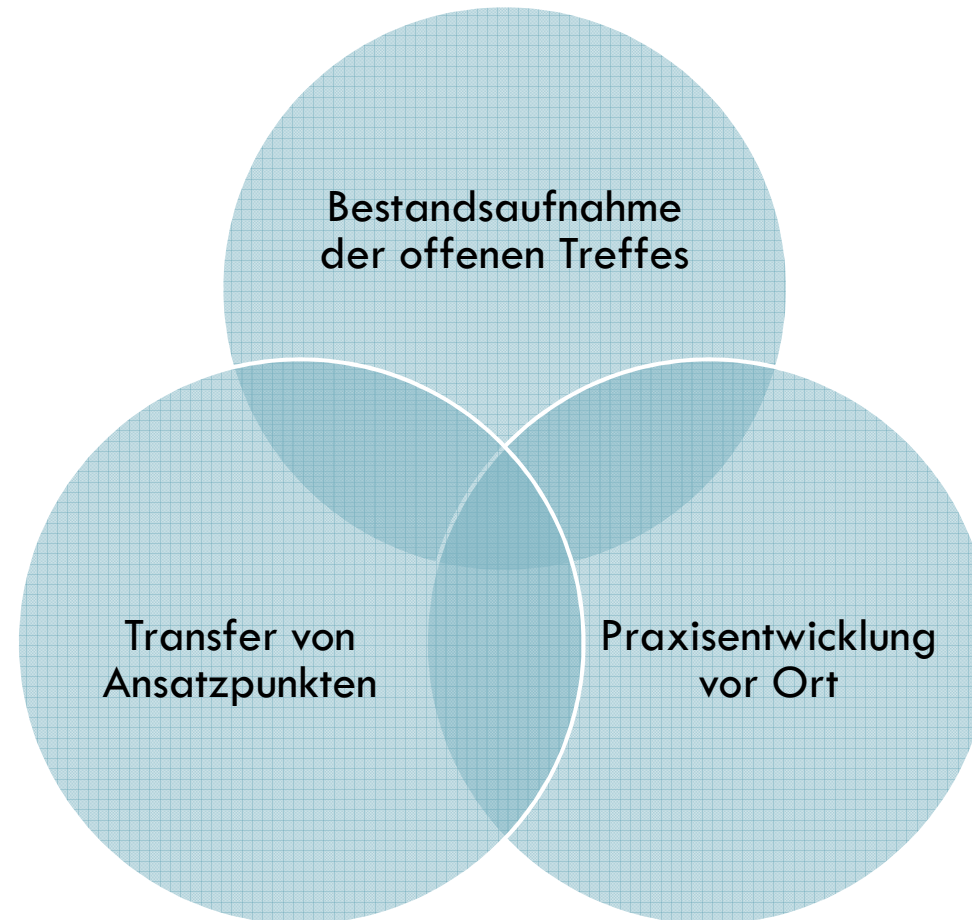 Bestandsaufnahme
der offenen Treffes
Transfer von
Ansatzpunkten
Praxisentwicklung
vor Ort